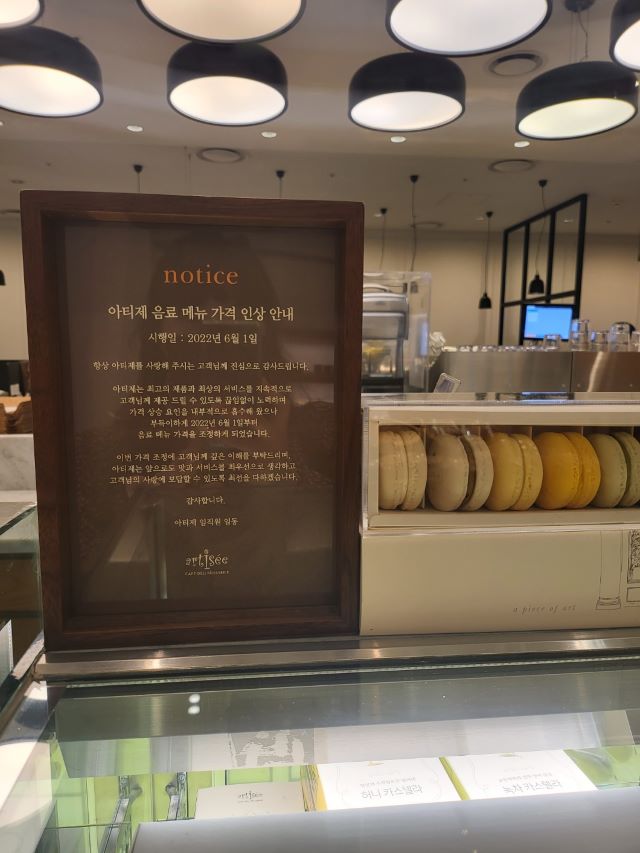 notice
아티제 음료 메뉴 가격 인상 안내
시행일 : 2022년 6월 1일
항상 아티제를 사랑해 주시는 고객님께 진심으로 감사드립니다.
아티제는 최고의 제품과 최상의 서비스를 지속적으로
고객님께 제공 드릴 수 있도록 끊임없이 노력하며
가격 상승 요인을 내부적으로 흡수해 왔으나
부득이하게 2022년 6월 1일부터
음료 메뉴 가격을 조정하게 되었습니다.
이번 가격 조정에 고객님께 깊은 이해를 부탁드리며,
아티제는 앞으로도 맛과 서비스를 최우선으로 생각하고
고객님의 사랑에 보답할 수 있도록 최선을 다하겠습니다.
감사합니다.
아티제 임직원 일동
artisée
CAFE DELI PATISSERIE
a piece of art
artisée
허니 카스텔라
녹차 카스텔라